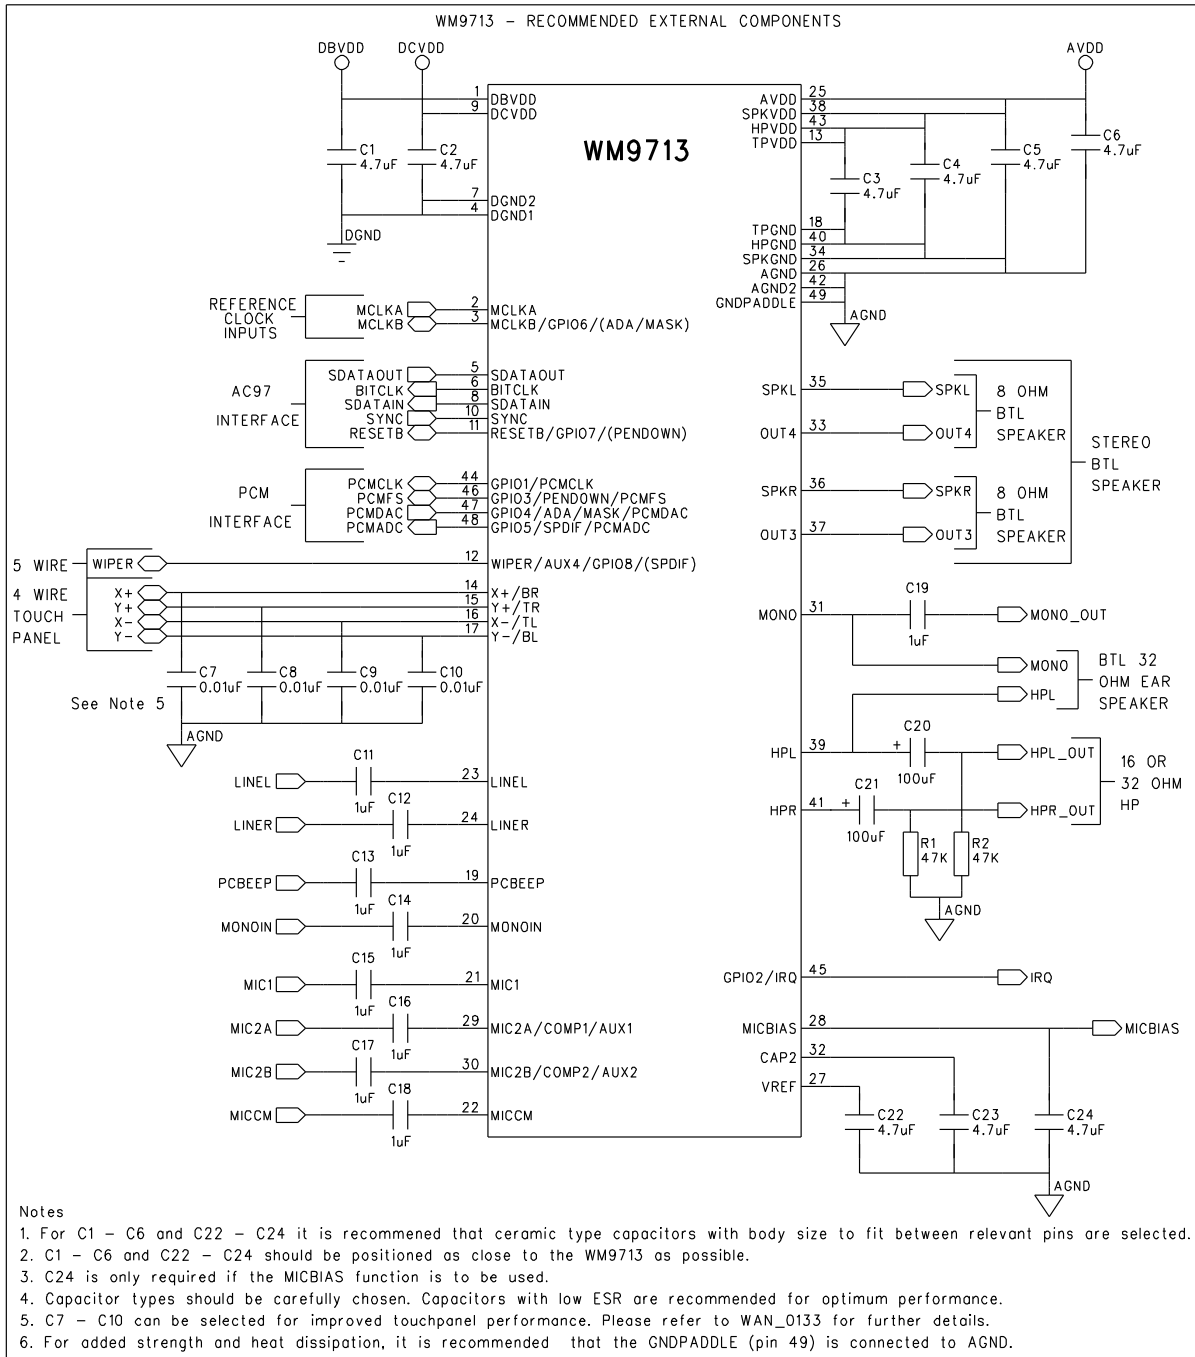 WM9713 - RECOMMENDED EXTERNAL COMPONENTS
DBVDD
DCVDD
AVDD
WM9713
1 DBVDD
9 DCVDD
C1
4.7uF
C2
4.7uF
7 DGND2
4 DGND1
DGND
AVDD 25
SPKVDD 38
HPVDD 43
TPVDD 13
C3
4.7uF
C4
4.7uF
C5
4.7uF
C6
4.7uF
TPGND 18
HPGND 40
SPKGND 34
AGND 26
AGND2 42
GNDPADDLE 49
AGND
REFERENCE
CLOCK
INPUTS
MCLKA 2 MCLKA
MCLKB 3 MCLKB/GPIO6/(ADA/MASK)
AC97
INTERFACE
SDATAOUT 5 SDATAOUT
BITCLK 6 BITCLK
SDATAIN 8 SDATAIN
SYNC 10 SYNC
RESETB 11 RESETB/GPIO7/(PENDOWN)
PCM
INTERFACE
PCMCLK 44 GPIO1/PCMCLK
PCMFS 46 GPIO3/PENDOWN/PCMFS
PCMDAC 47 GPIO4/ADA/MASK/PCMDAC
PCMADC 48 GPIO5/SPDIF/PCMADC
5 WIRE
WIPER 12 WIPER/AUX4/GPIO8/(SPDIF)
4 WIRE
TOUCH
PANEL
X+ 14 X+/BR
Y+ 15 Y+/TR
X- 16 X-/TL
Y- 17 Y-/BL
C7
0.01uF
C8
0.01uF
C9
0.01uF
C10
0.01uF
See Note 5
AGND
LINEL C11 1uF 23 LINEL
LINER C12 1uF 24 LINER
PCBEEP C13 1uF 19 PCBEEP
MONOIN C14 1uF 20 MONOIN
MIC1 C15 1uF 21 MIC1
MIC2A C16 1uF 29 MIC2A/COMP1/AUX1
MIC2B C17 1uF 30 MIC2B/COMP2/AUX2
MICCM C18 1uF 22 MICCM
SPKL 35 SPKL
OUT4 33 OUT4
8 OHM
BTL
SPEAKER
SPKR 36 SPKR
OUT3 37 OUT3
8 OHM
BTL
SPEAKER
STEREO
BTL
SPEAKER
MONO 31 C19 1uF MONO_OUT
MONO
HPL
BTL 32
OHM EAR
SPEAKER
HPL 39 + C20 100uF HPL_OUT
HPR 41 + C21 100uF HPR_OUT
16 OR
32 OHM
HP
R1
47K
R2
47K
AGND
GPIO2/IRQ 45 IRQ
MICBIAS 28 MICBIAS
CAP2 32
VREF 27
C22
4.7uF
C23
4.7uF
C24
4.7uF
AGND
Notes
1. For C1 - C6 and C22 - C24 it is recommened that ceramic type capacitors with body size to fit between relevant pins are selected.
2. C1 - C6 and C22 - C24 should be positioned as close to the WM9713 as possible.
3. C24 is only required if the MICBIAS function is to be used.
4. Capacitor types should be carefully chosen. Capacitors with low ESR are recommended for optimum performance.
5. C7 - C10 can be selected for improved touchpanel performance. Please refer to WAN_0133 for further details.
6. For added strength and heat dissipation, it is recommended that the GNDPADDLE (pin 49) is connected to AGND.